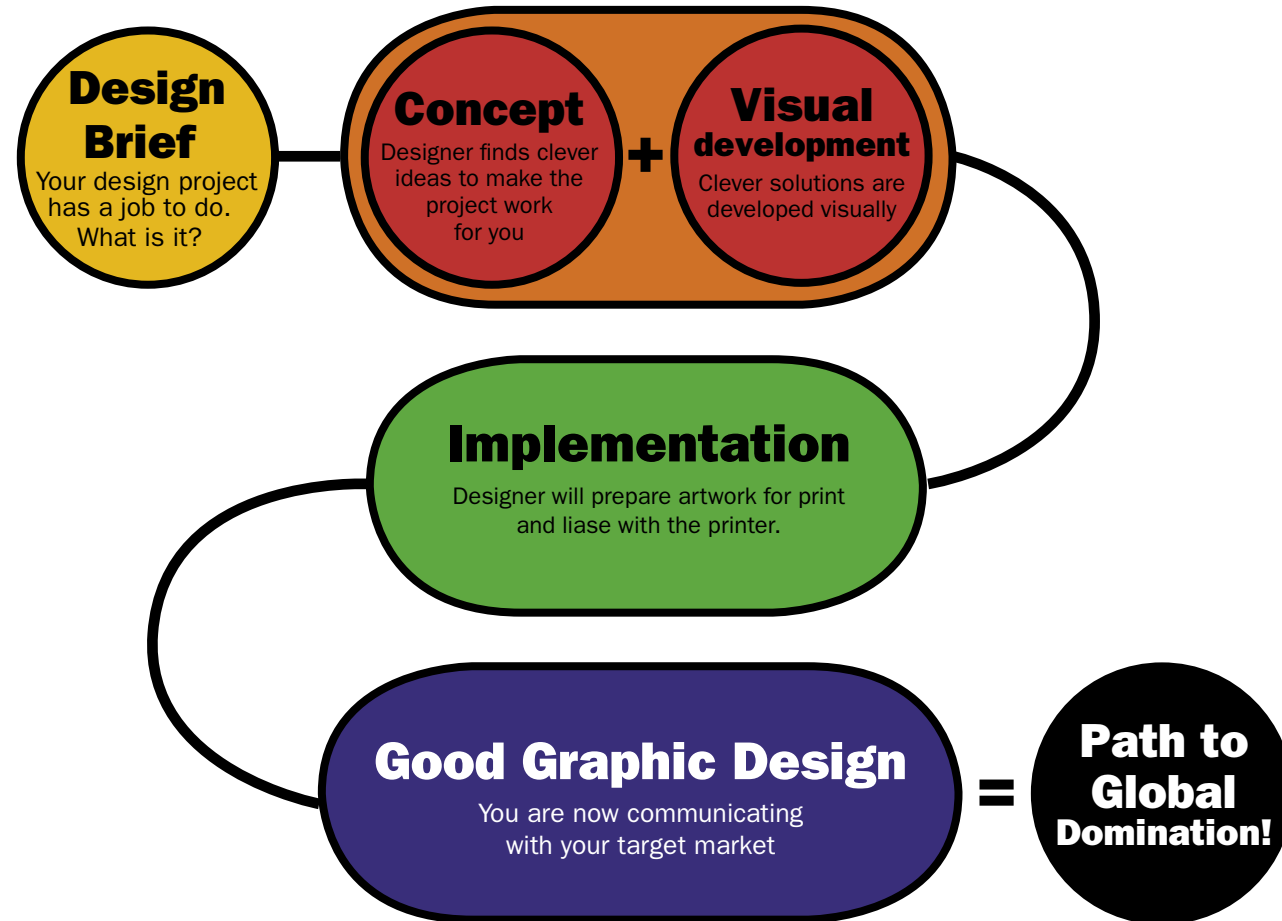 Design
Brief
Your design project
has a job to do.
What is it?
Concept
Designer finds clever
ideas to make the
project work
for you
+
Visual
development
Clever solutions are
developed visually
Implementation
Designer will prepare artwork for print
and liase with the printer.
Good Graphic Design
You are now communicating
with your target market
=
Path to
Global
Domination!